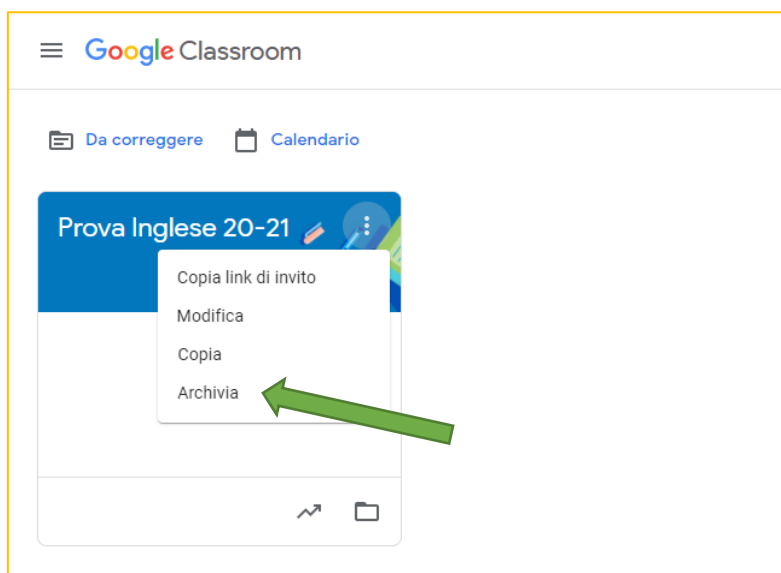 Google Classroom
Da correggere Calendario
Prova Inglese 20-21
Copia link di invito
Modifica
Copia
Archivia